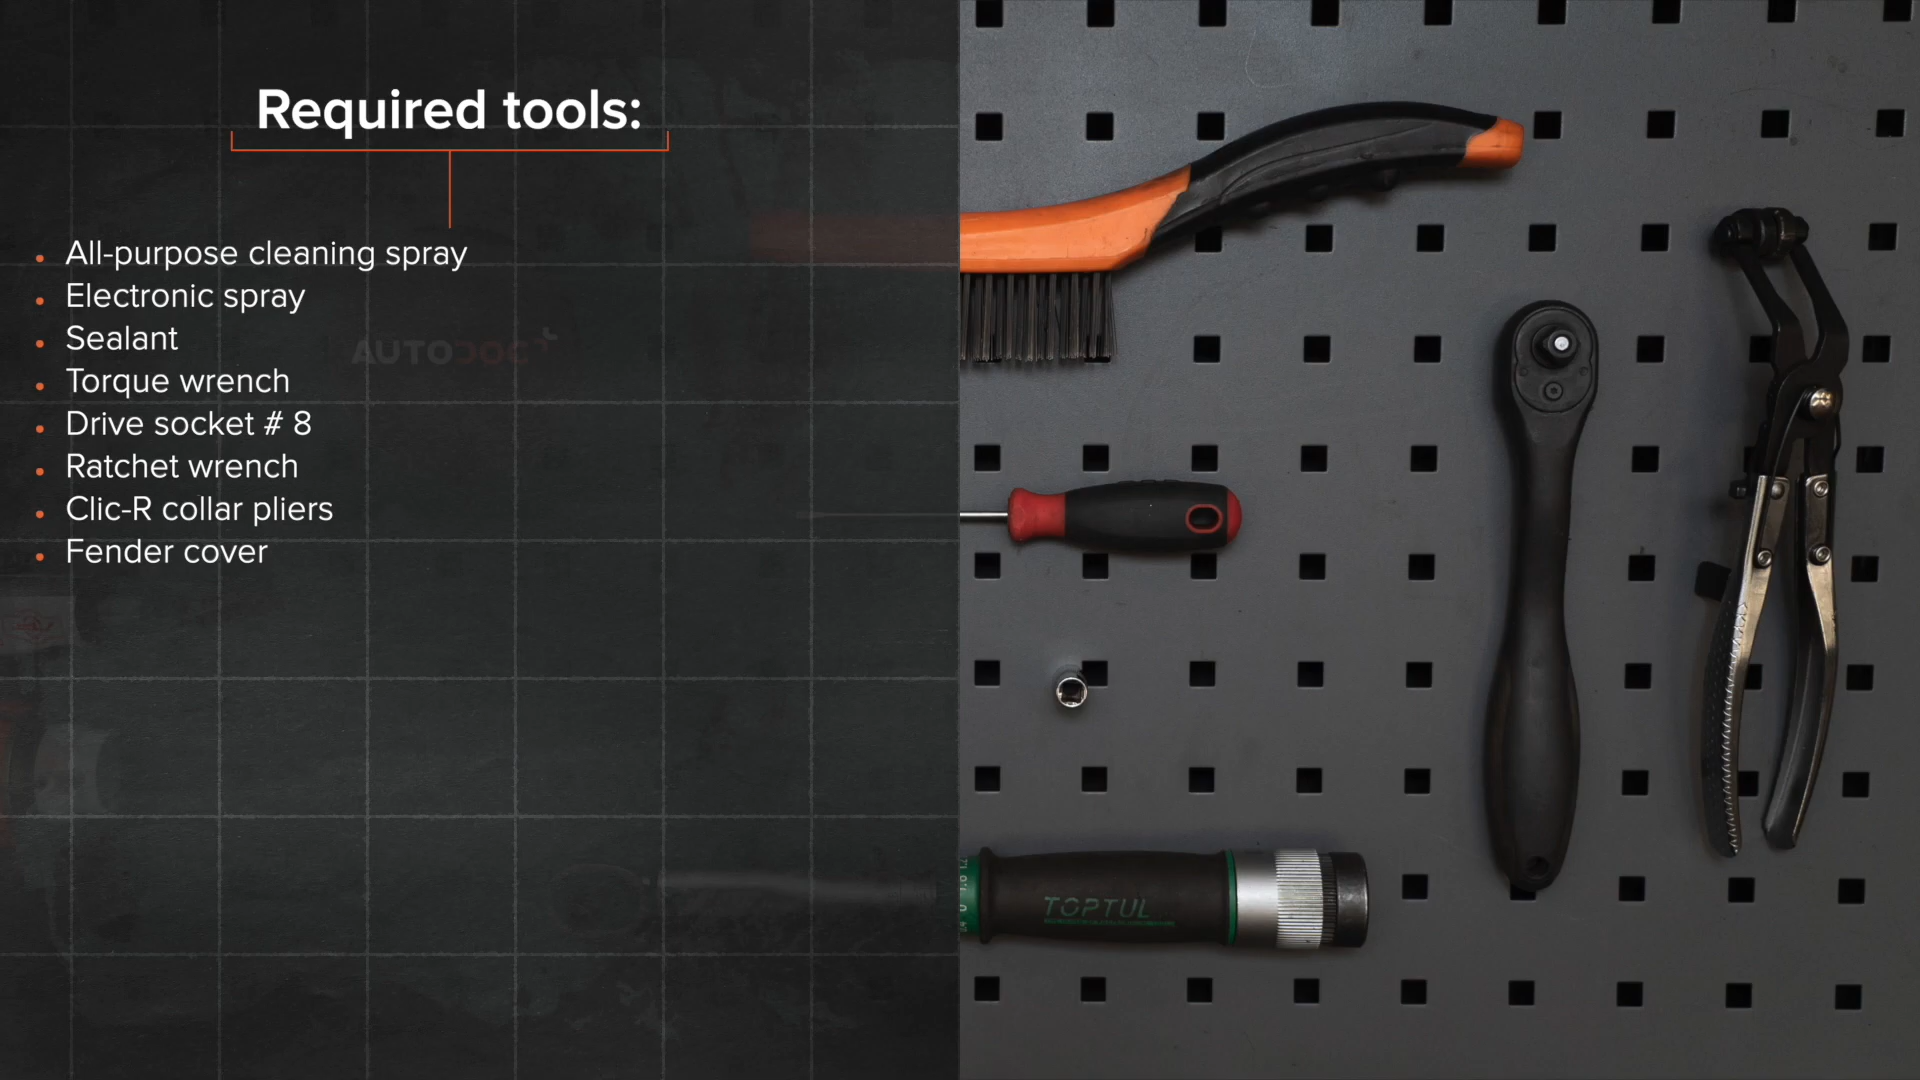 Required tools:
All-purpose cleaning spray
Electronic spray
Sealant
Torque wrench
Drive socket # 8
Ratchet wrench
Clic-R collar pliers
Fender cover
AUTODOC
TOPTUL